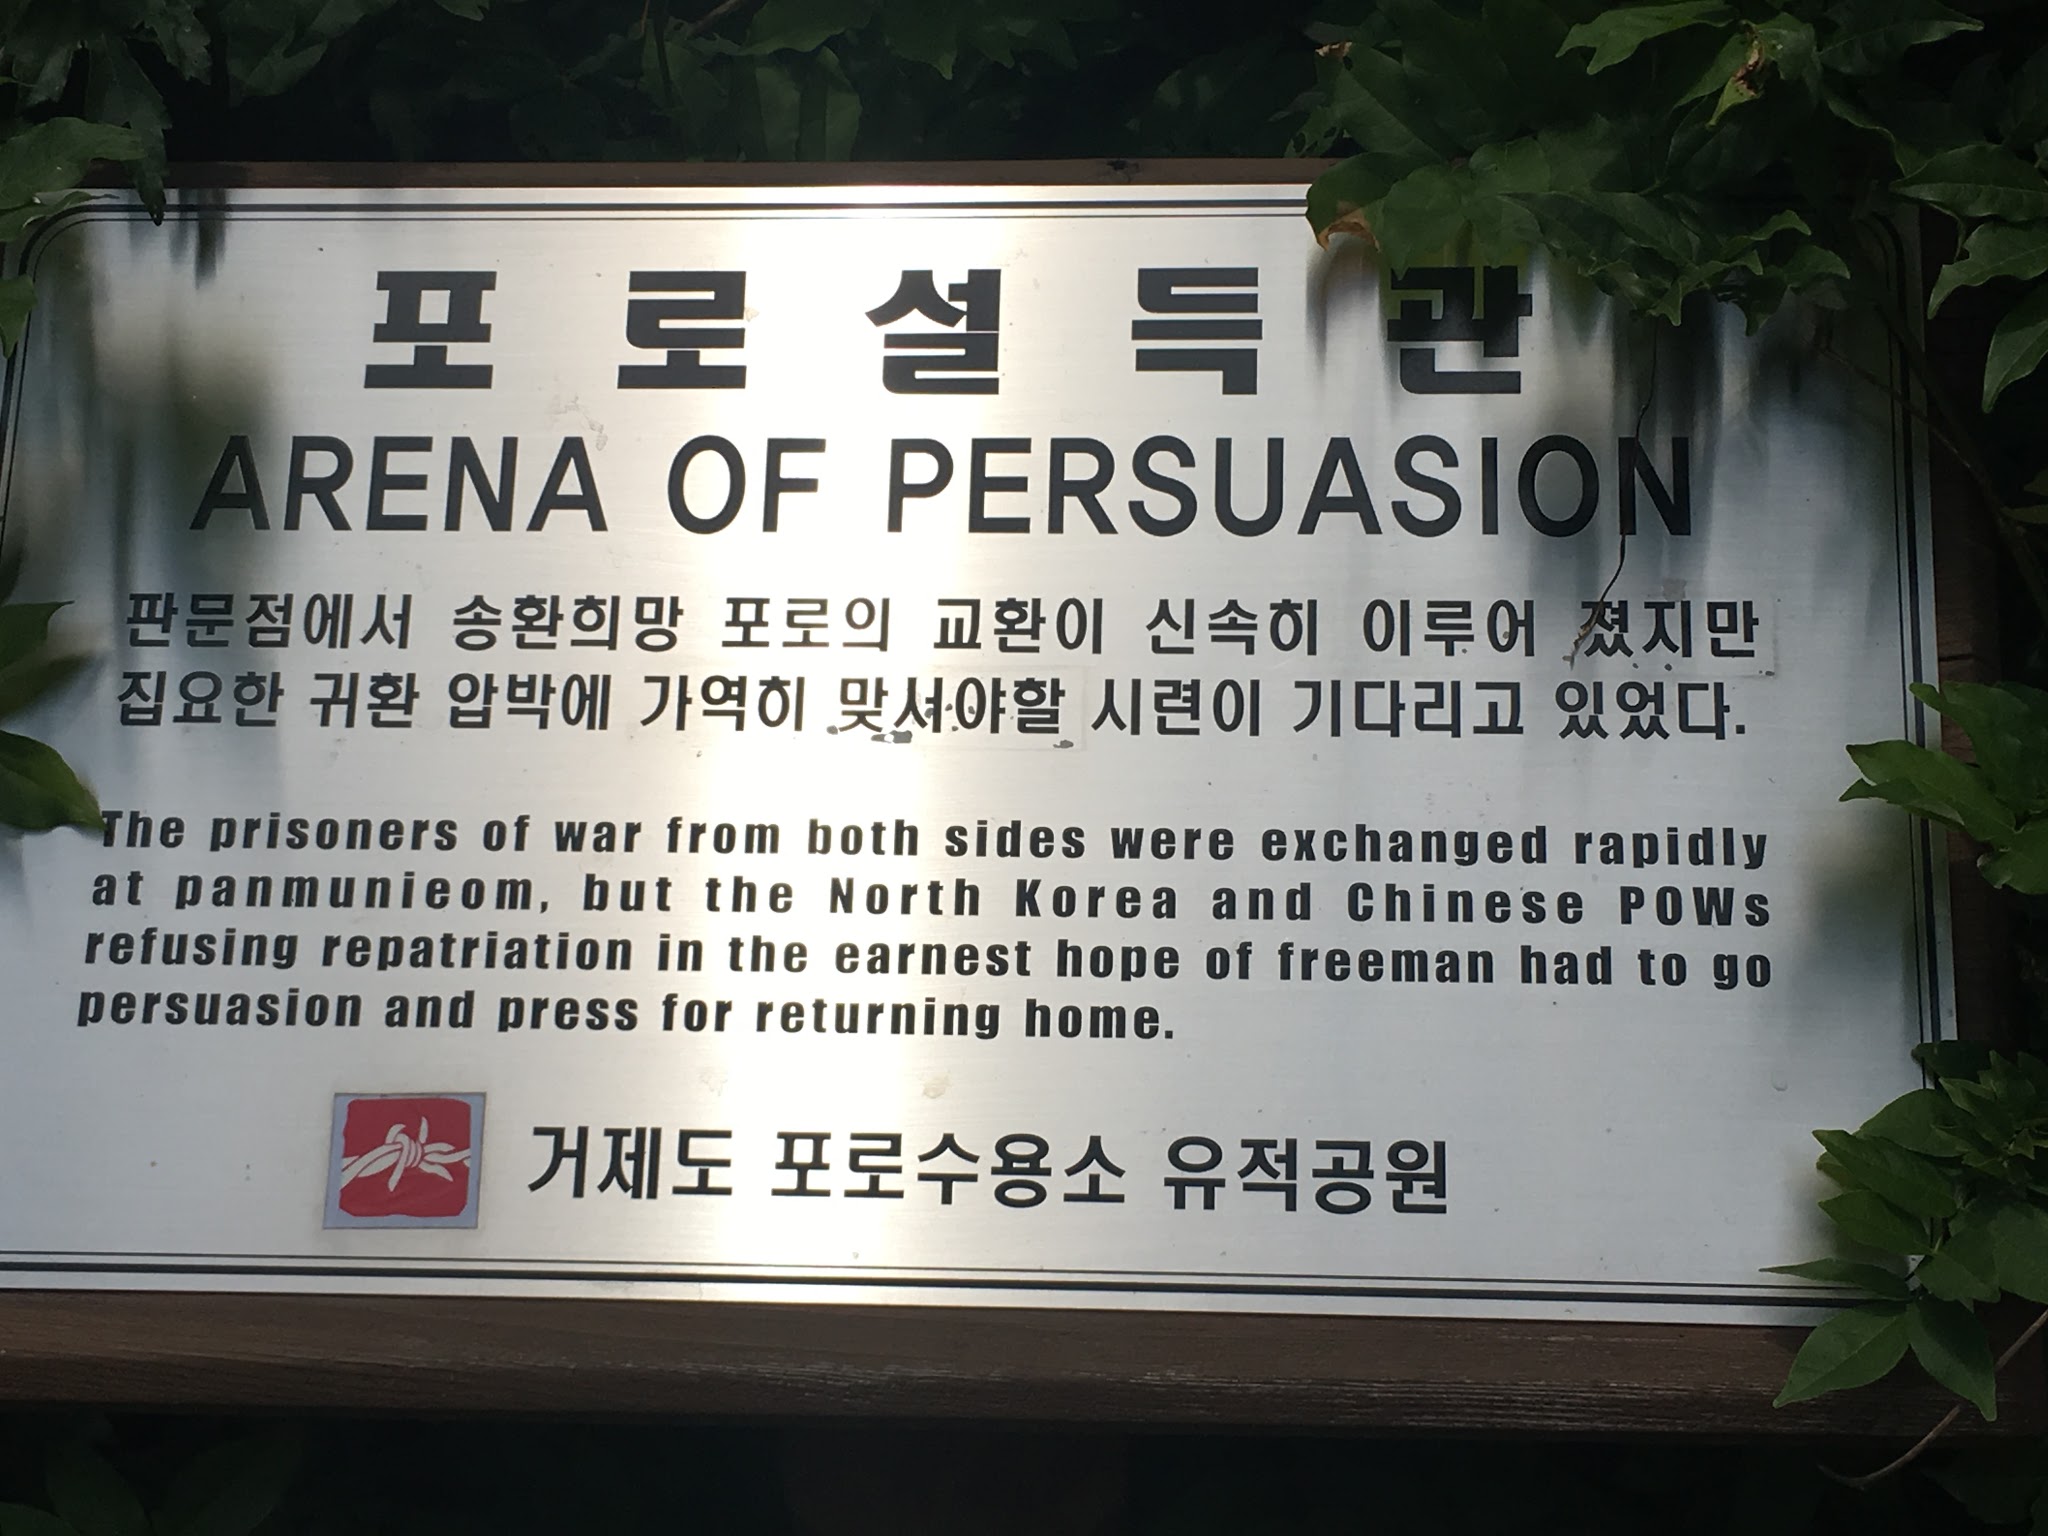 포로설득관
ARENA OF PERSUASION
판문점에서 송환희망 포로의 교환이 신속히 이루어 졌지만
집요한 귀환 압박에 가역히 맞서야할 시련이 기다리고 있었다.
The prisoners of war from both sides were exchanged rapidly
at panmunieom, but the North Korea and Chinese POWs
refusing repatriation in the earnest hope of freeman had to go
persuasion and press for returning home.
거제도 포로수용소 유적공원